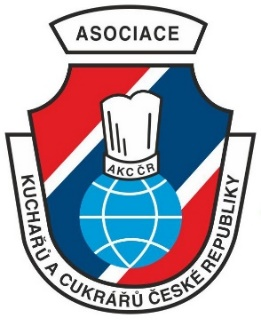 ASOCIACE
AKC ČR
KUCHAŘŮ A CUKRÁŘŮ ČESKÉ REPUBLIKY